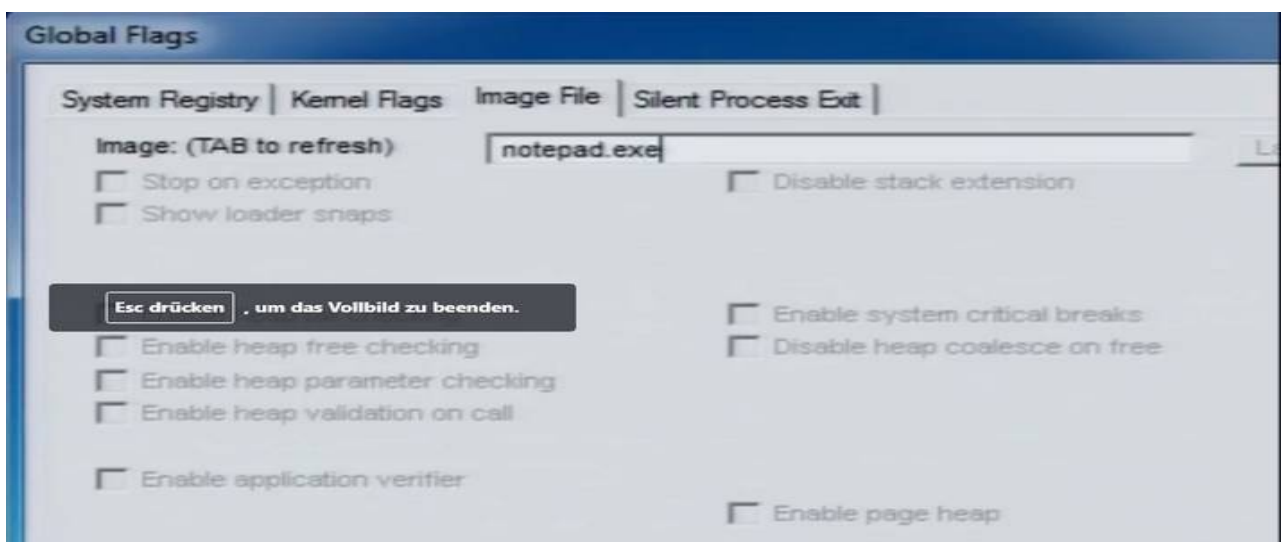 Global Flags
System Registry Kernel Flags Image File Silent Process Exit
Image: (TAB to refresh) notepad.exe
Stop on exception Disable stack extension
Show loader snaps
Esc drücken , um das Vollbild zu beenden. Enable system critical breaks
Enable heap free checking Disable heap coalesce on free
Enable heap parameter checking
Enable heap validation on call
Enable application verifier
Enable page heap